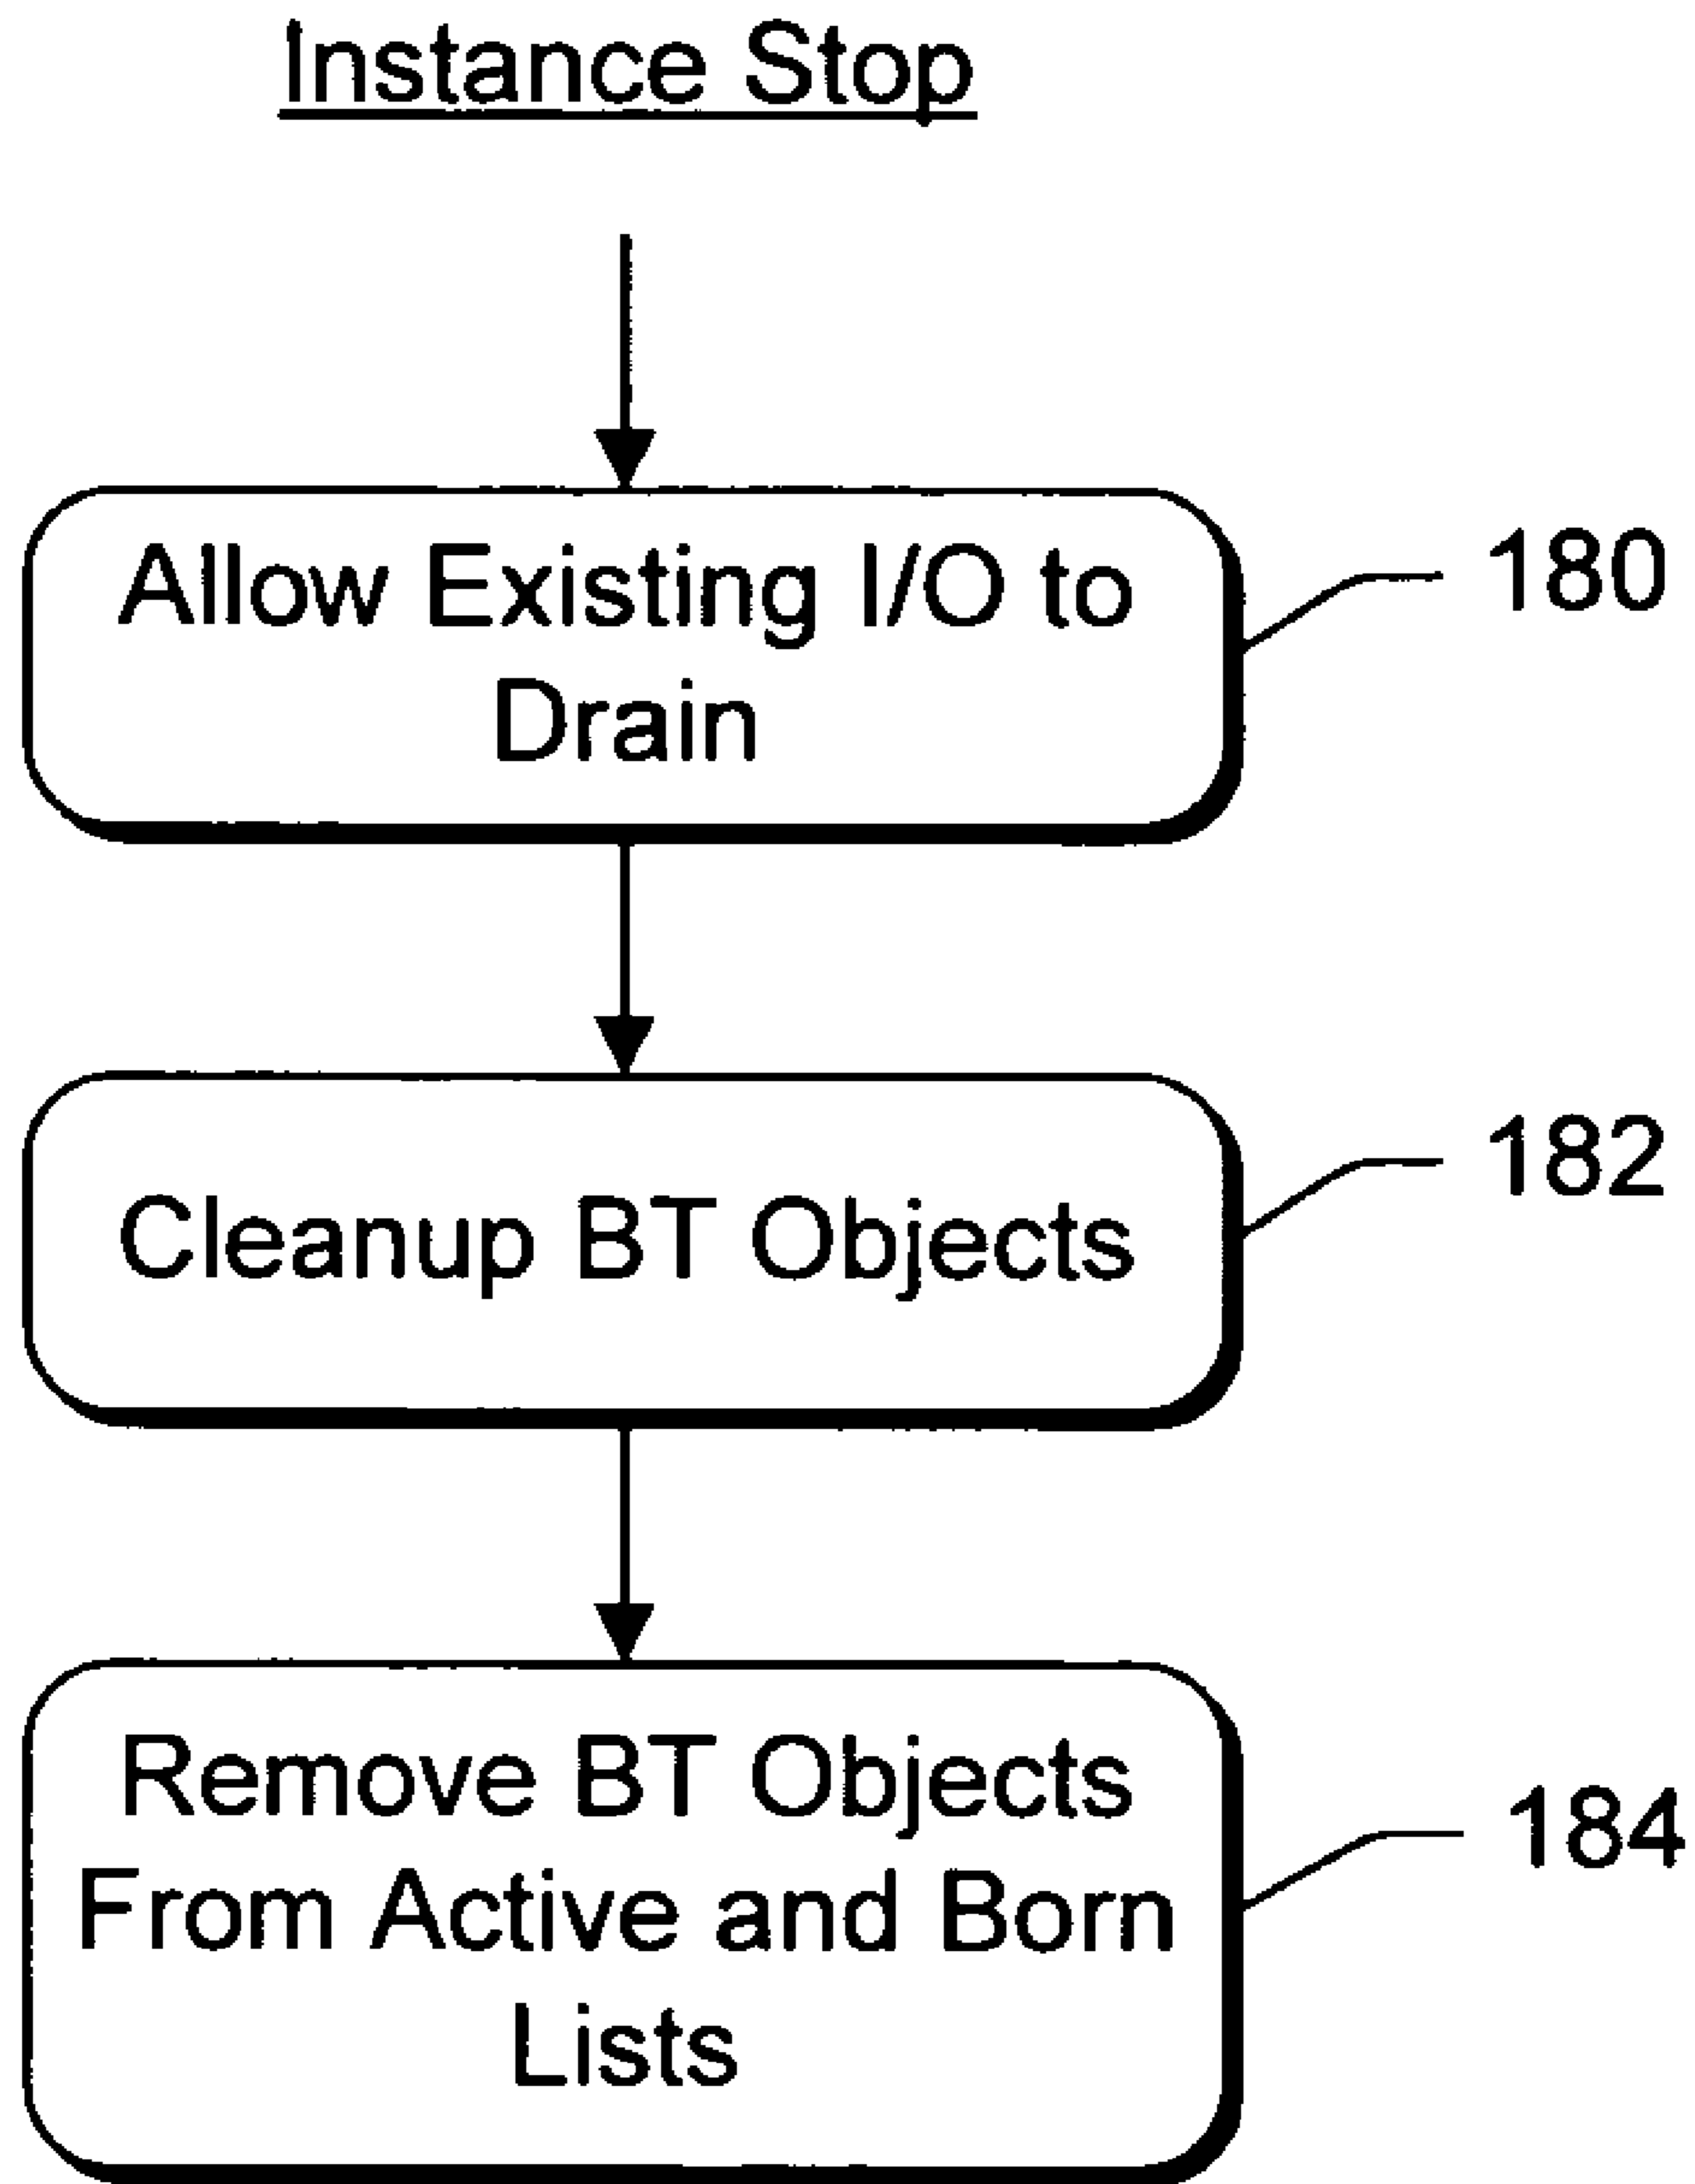 Instance Stop
Allow Existing I/O to
Drain
180
Cleanup BT Objects
182
Remove BT Objects
From Active and Born
Lists
184